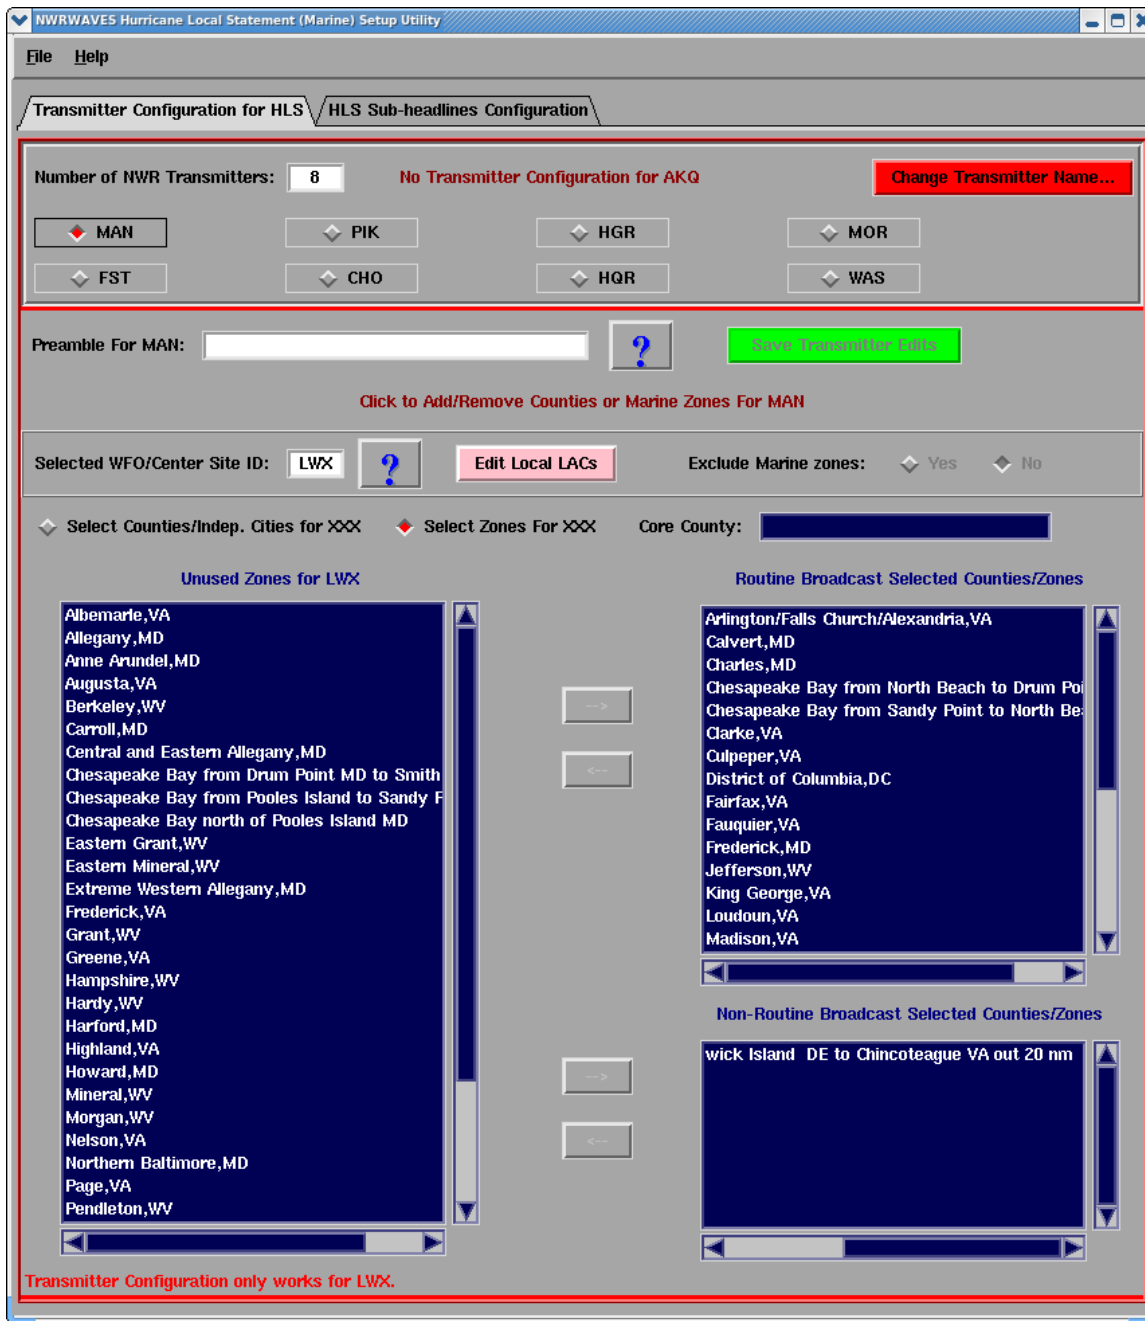 NWRWAVES Hurricane Local Statement (Marine) Setup Utility
File Help
Transmitter Configuration for HLS HLS Sub-headlines Configuration
Number of NWR Transmitters: 8 No Transmitter Configuration for AKQ Change Transmitter Name...
MAN PIK HGR MOR
FST CHO HQR WAS
Preamble For MAN: ? Save Transmitter Edits
Click to Add/Remove Counties or Marine Zones For MAN
Selected WFO/Center Site ID: LWX ? Edit Local LACs Exclude Marine zones: Yes No
Select Counties/Indep. Cities for XXX Select Zones For XXX Core County:
Unused Zones for LWX
Albemarle,VA
Allegany,MD
Anne Arundel,MD
Augusta,VA
Berkeley,WV
Carroll,MD
Central and Eastern Allegany,MD
Chesapeake Bay from Drum Point MD to Smith
Chesapeake Bay from Pooles Island to Sandy
Chesapeake Bay north of Pooles Island MD
Eastern Grant,WV
Eastern Mineral,WV
Extreme Western Allegany,MD
Frederick,VA
Grant,WV
Greene,VA
Hampshire,WV
Hardy,WV
Harford,MD
Highland,VA
Howard,MD
Mineral,WV
Morgan,WV
Nelson,VA
Northern Baltimore,MD
Page,VA
Pendleton,WV
-->
<--
-->
<--
Routine Broadcast Selected Counties/Zones
Arlington/Falls Church/Alexandria,VA
Calvert,MD
Charles,MD
Chesapeake Bay from North Beach to Drum Poi
Chesapeake Bay from Sandy Point to North Be
Clarke,VA
Culpeper,VA
District of Columbia,DC
Fairfax,VA
Fauquier,VA
Frederick,MD
Jefferson,WV
King George,VA
Loudoun,VA
Madison,VA
Non-Routine Broadcast Selected Counties/Zones
wick Island  DE to Chincoteague VA out 20 nm
Transmitter Configuration only works for LWX.